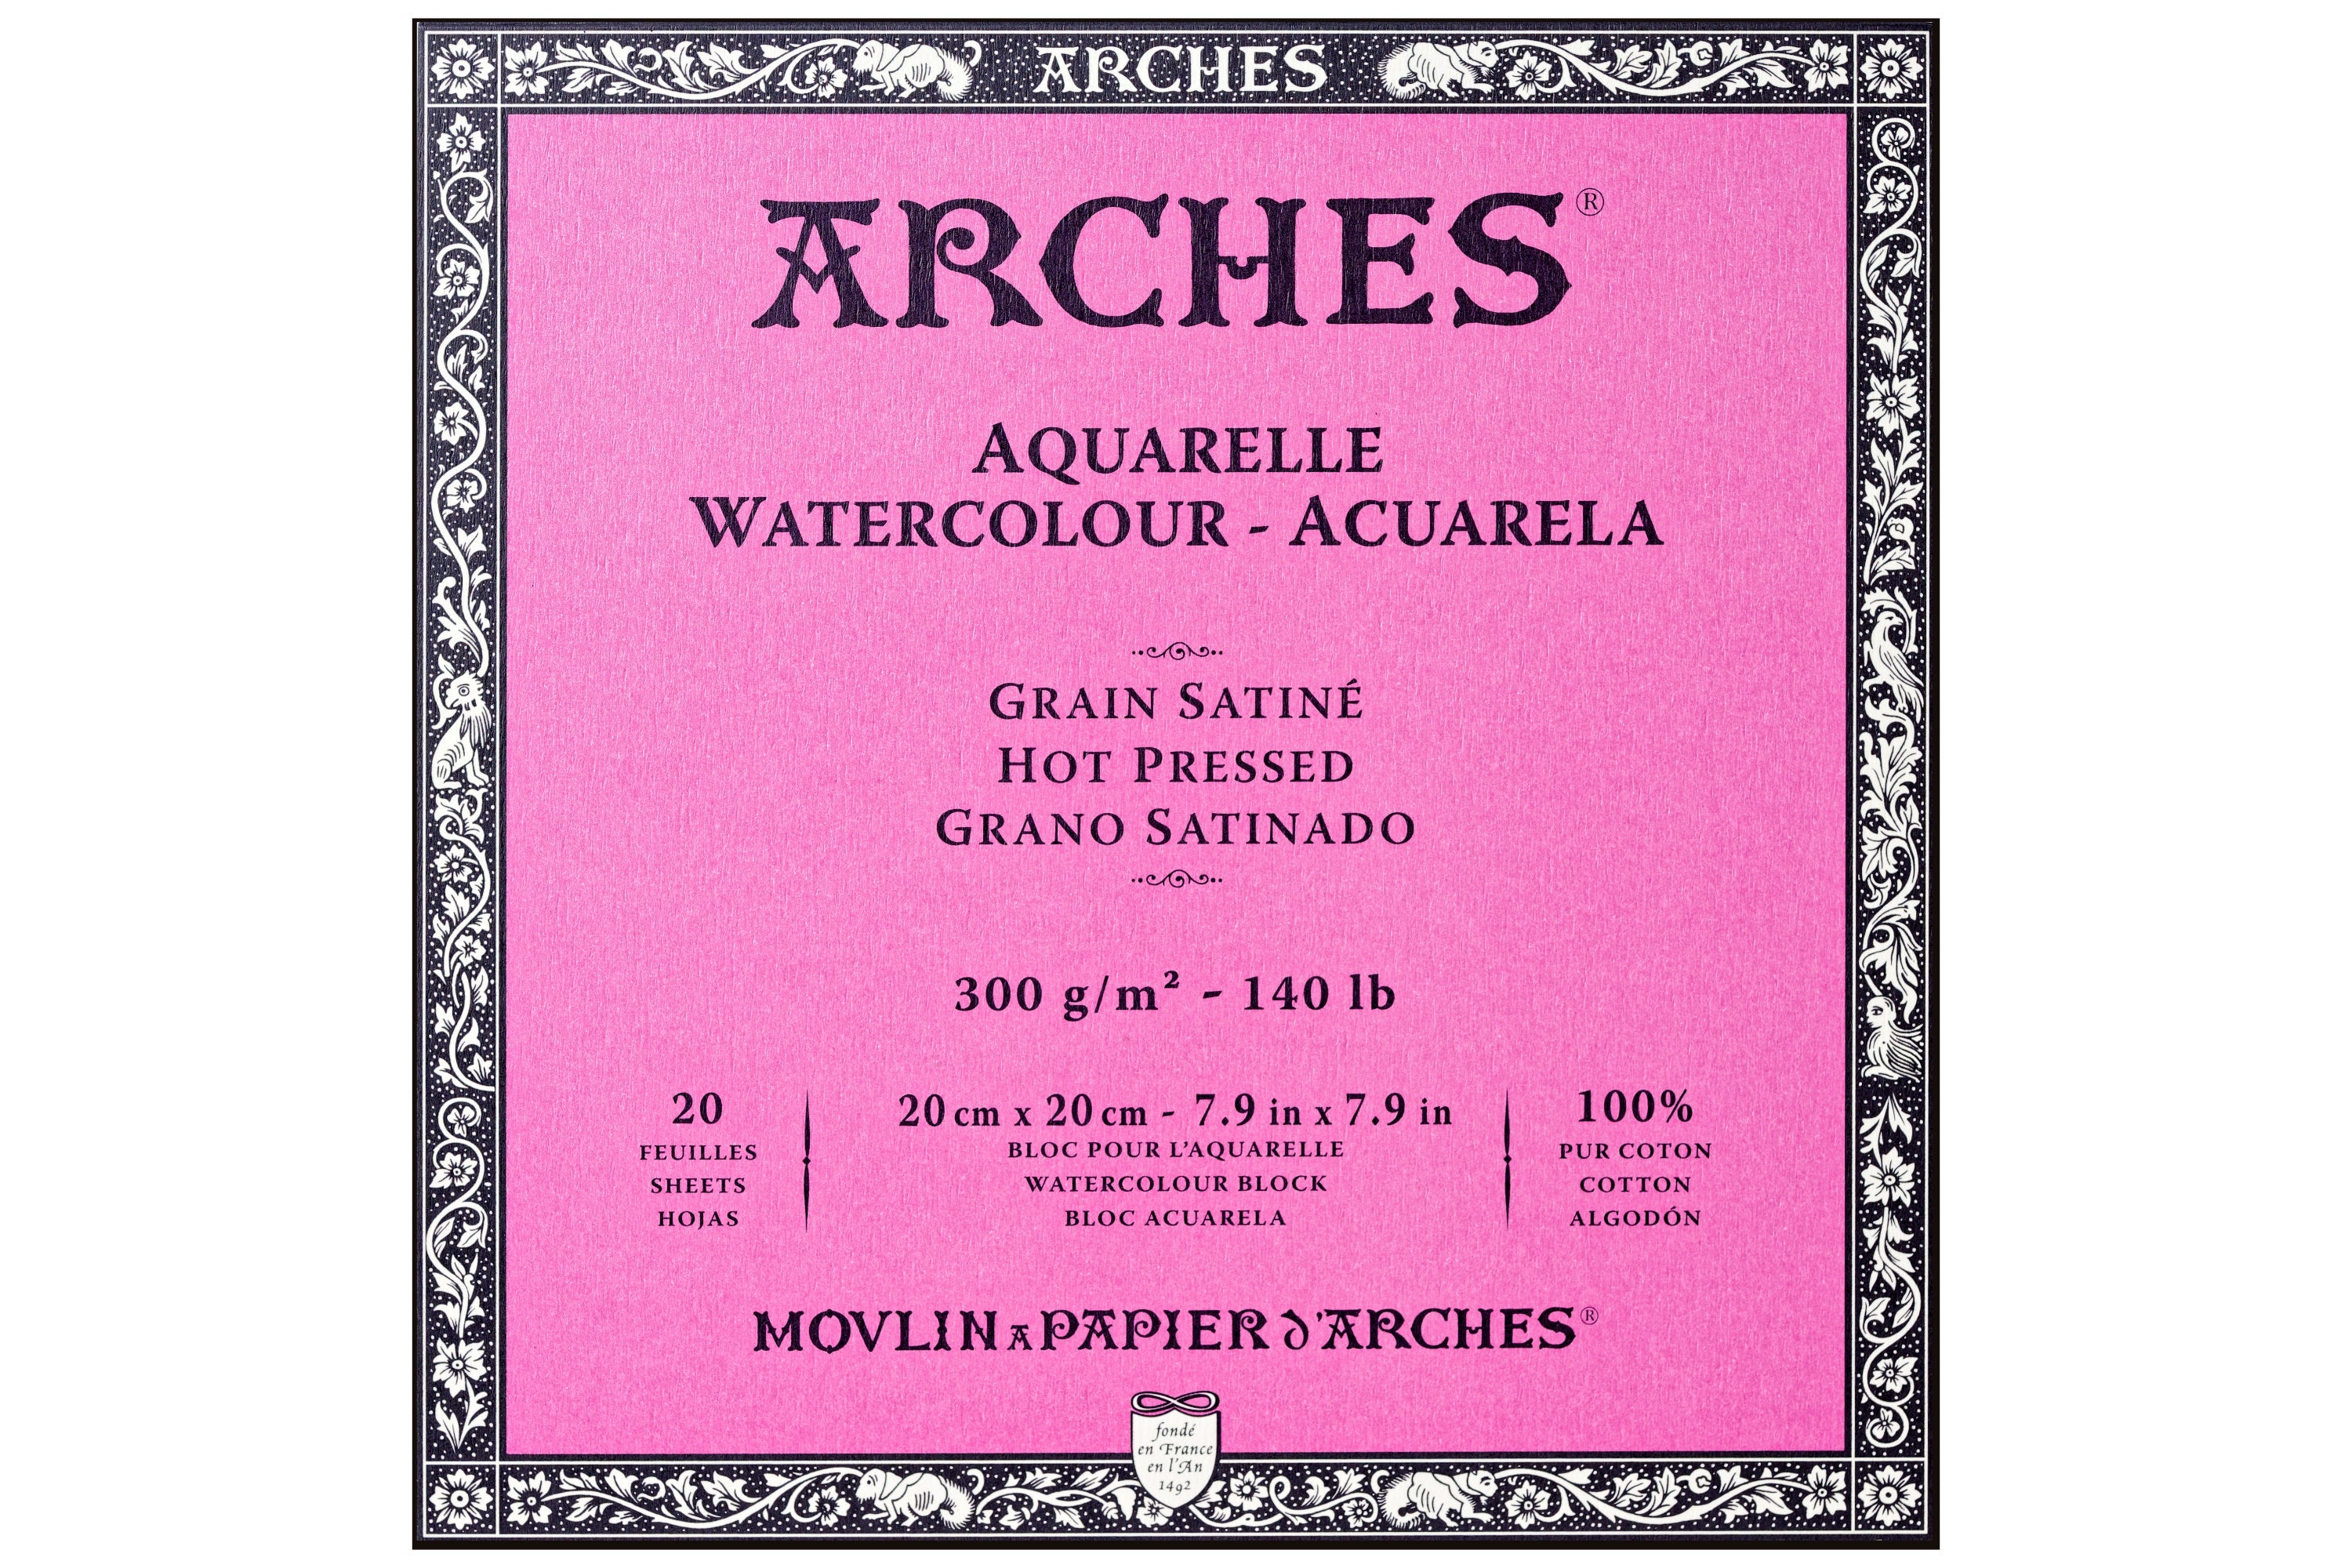 ARCHES
ARCHES®
AQUARELLE
WATERCOLOUR - ACUARELA
GRAIN SATINÉ
HOT PRESSED
GRANO SATINADO
300 g/m² - 140 lb
20
FEUILLES
SHEETS
HOJAS
20 cm x 20 cm - 7.9 in x 7.9 in
BLOC POUR L'AQUARELLE
WATERCOLOUR BLOCK
BLOC ACUARELA
100%
PUR COTON
COTTON
ALGODÓN
MOVLIN A PAPIER d'ARCHES®
fondé
en France
en l'An
1492